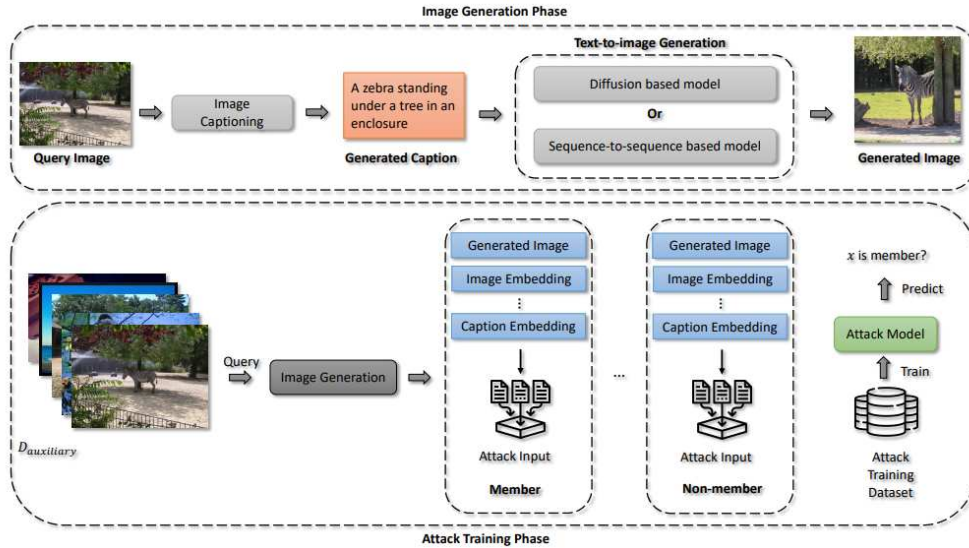 Image Generation Phase
Text-to-image Generation
Image
Captioning
A zebra standing
under a tree in an
enclosure
Diffusion based model
Or
Sequence-to-sequence based model
Query Image
Generated Caption
Generated Image
Generated Image
Image Embedding
⋮
Caption Embedding
Attack Input
Member
...
Generated Image
Image Embedding
⋮
Caption Embedding
Attack Input
Non-member
x is member?
Predict
Attack Model
Train
Attack
Training
Dataset
Query
Image Generation
D_auxiliary
Attack Training Phase